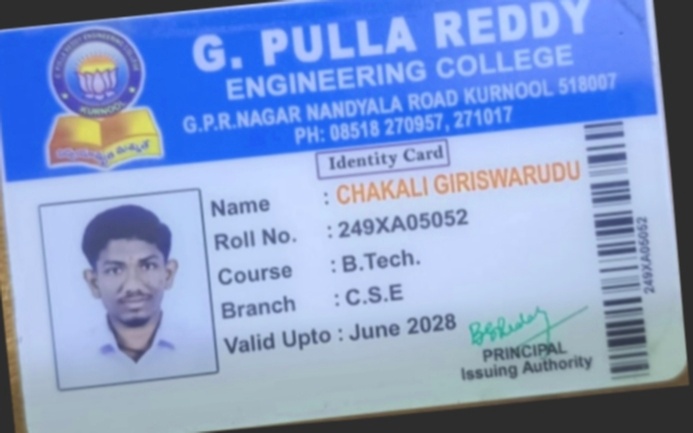 G. PULLA REDDY
ENGINEERING COLLEGE
G.P.R.NAGAR NANDYALA ROAD KURNOOL 518007
PH: 08518 270957, 271017
KURNOOL
Identity Card
Name : CHAKALI GIRISWARUDU
Roll No. : 249XA05052
Course : B.Tech.
Branch : C.S.E
Valid Upto : June 2028
249XA05052
PRINCIPAL
Issuing Authority